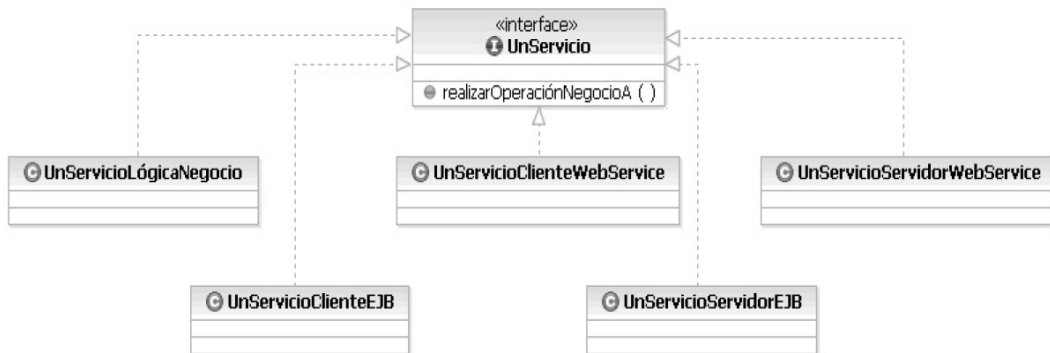 «interface»
UnServicio
realizarOperaciónNegocioA ( )
UnServicioLógicaNegocio
UnServicioClienteWebService
UnServicioServidorWebService
UnServicioClienteEJB
UnServicioServidorEJB